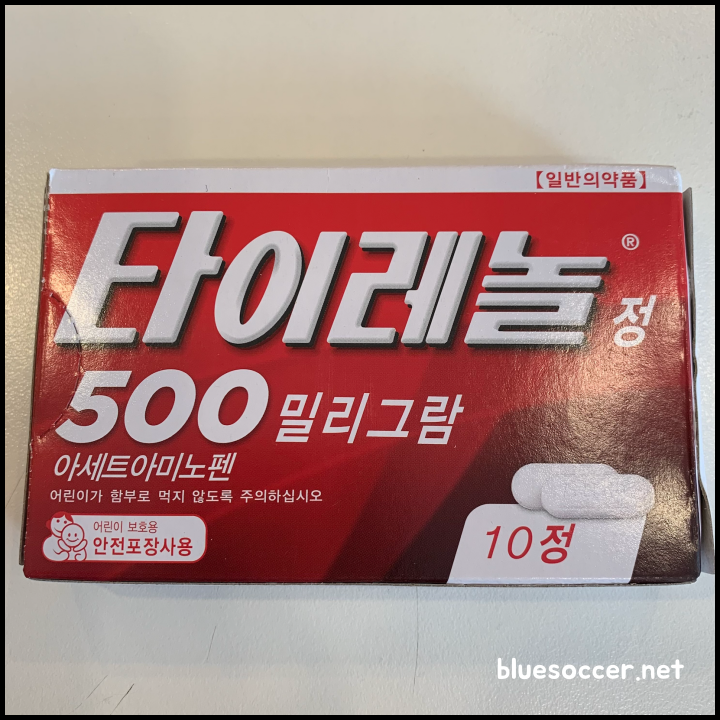 【일반의약품】
타이레놀® 정
500 밀리그람
아세트아미노펜
어린이가 함부로 먹지 않도록 주의하십시오
어린이 보호용
안전포장사용
10정
bluesoccer.net